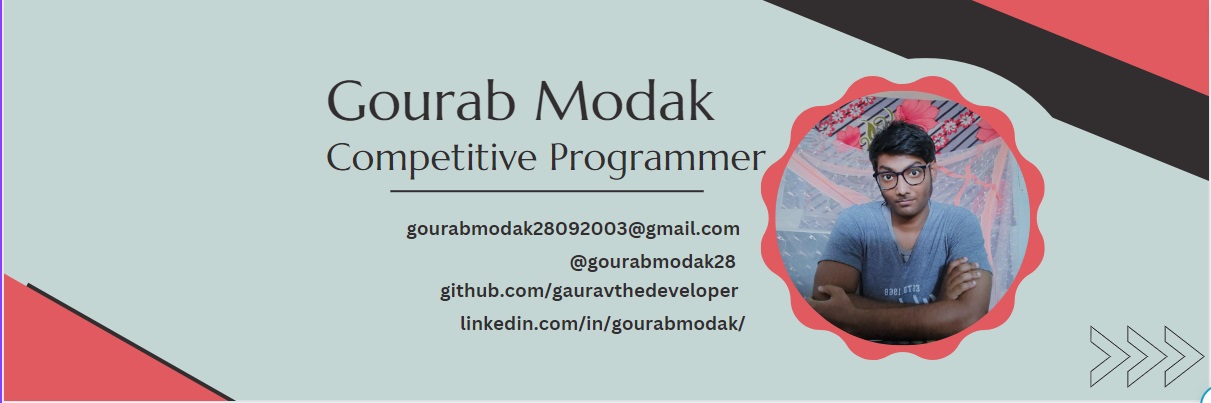 Gourab Modak
Competitive Programmer
gourabmodak28092003@gmail.com
@gourabmodak28
github.com/gauravthedeveloper
linkedin.com/in/gourabmodak/